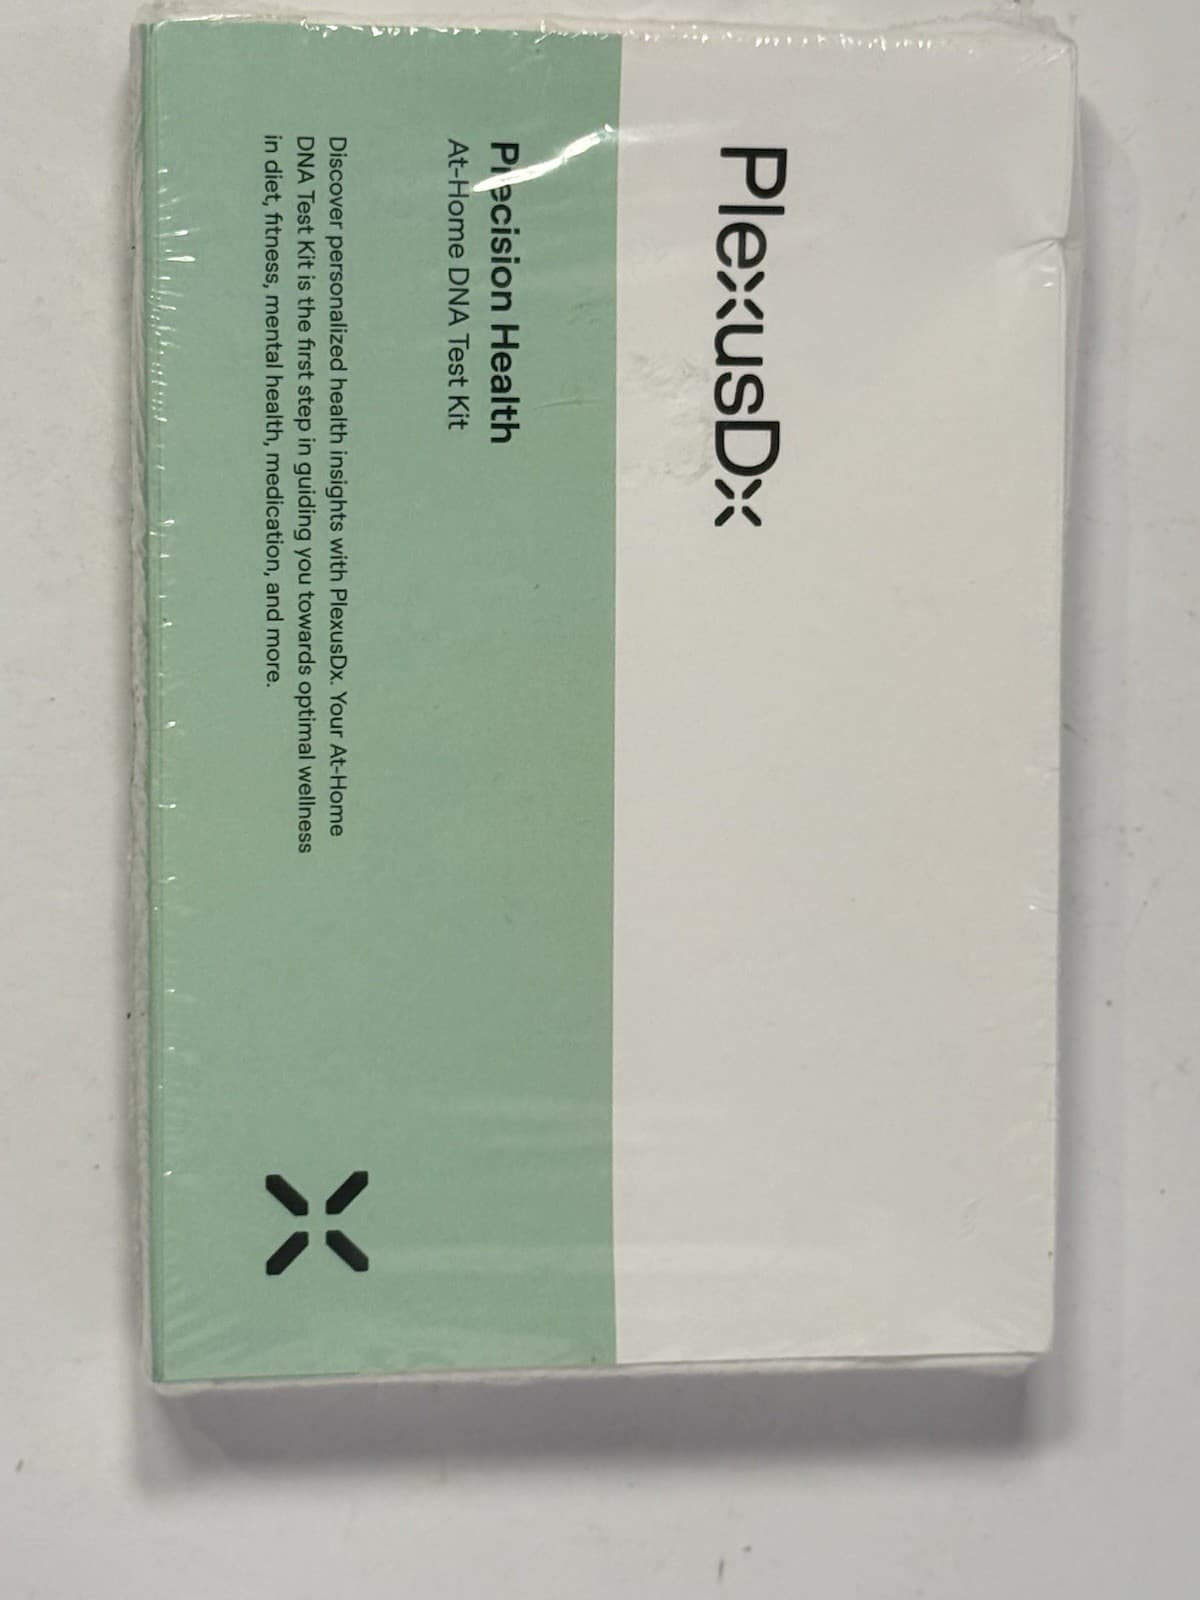 PlexusDx
Precision Health
At-Home DNA Test Kit
Discover personalized health insights with PlexusDx. Your At-Home
DNA Test Kit is the first step in guiding you towards optimal wellness
in diet, fitness, mental health, medication, and more.